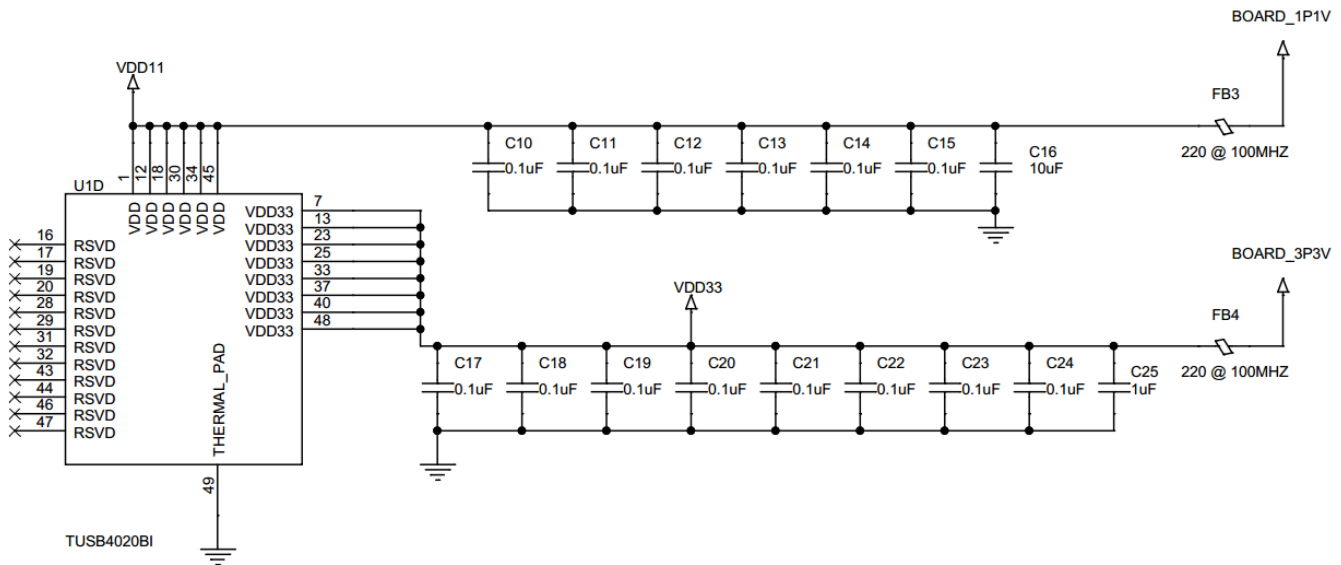 BOARD_1P1V
VDD11
FB3
220 @ 100MHZ
C10
0.1uF
C11
0.1uF
C12
0.1uF
C13
0.1uF
C14
0.1uF
C15
0.1uF
C16
10uF
1
12
18
30
34
45
U1D
VDD
VDD
VDD
VDD
VDD
VDD
VDD33
7
VDD33
13
VDD33
23
VDD33
25
VDD33
33
VDD33
37
VDD33
40
VDD33
48
16
RSVD
17
RSVD
19
RSVD
20
RSVD
28
RSVD
29
RSVD
31
RSVD
32
RSVD
43
RSVD
44
RSVD
46
RSVD
47
RSVD
THERMAL_PAD
49
TUSB4020BI
BOARD_3P3V
VDD33
FB4
220 @ 100MHZ
C17
0.1uF
C18
0.1uF
C19
0.1uF
C20
0.1uF
C21
0.1uF
C22
0.1uF
C23
0.1uF
C24
0.1uF
C25
1uF